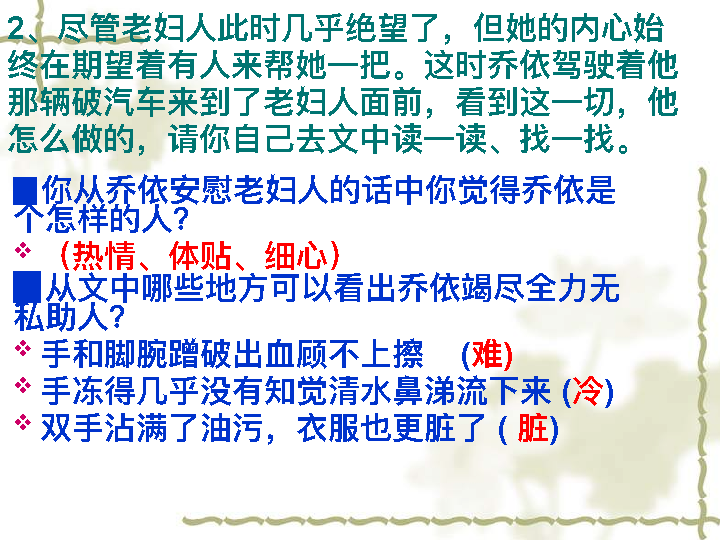 2、尽管老妇人此时几乎绝望了，但她的内心始
终在期望着有人来帮她一把。这时乔依驾驶着他
那辆破汽车来到了老妇人面前，看到这一切，他
怎么做的，请你自己去文中读一读、找一找。
■你从乔依安慰老妇人的话中你觉得乔依是
个怎样的人？
❖（热情、体贴、细心）
■从文中哪些地方可以看出乔依竭尽全力无
私助人？
❖ 手和脚腕蹭破出血顾不上擦 (难)
❖ 手冻得几乎没有知觉清水鼻涕流下来 (冷)
❖ 双手沾满了油污，衣服也更脏了 ( 脏)